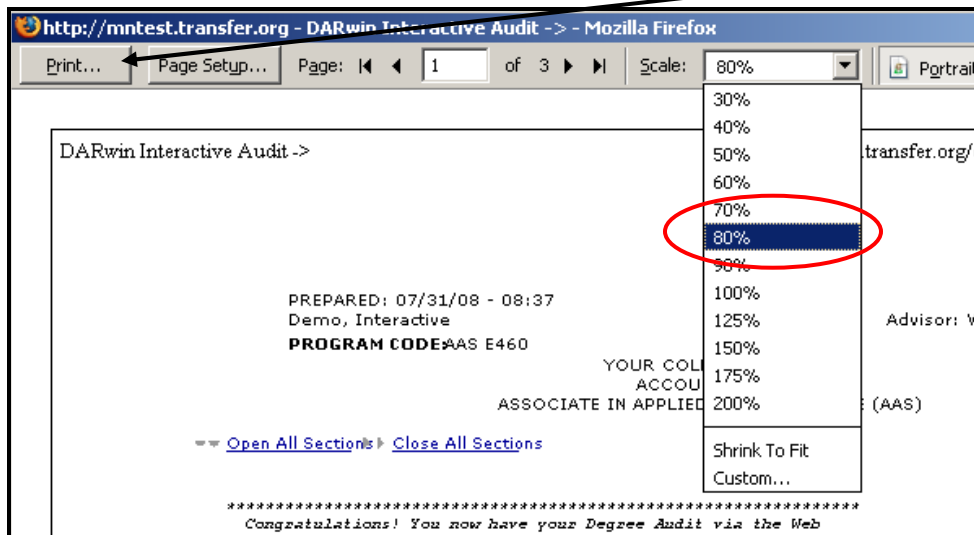 http://mntest.transfer.org - DARwin Interactive Audit -> - Mozilla Firefox
Print... Page Setup... Page: 1 of 3 Scale: 80% Portrait
30%
40%
50%
60%
70%
80%
90%
100%
125%
150%
175%
200%
Shrink To Fit
Custom...
DARwin Interactive Audit -> transfer.org/
PREPARED: 07/31/08 - 08:37
Demo, Interactive Advisor:
PROGRAM CODE: AAS E460
YOUR COL
ACCOU
ASSOCIATE IN APPLIED E (AAS)
Open All Sections Close All Sections
*************************************************************************
Congratulations! You now have your Degree Audit via the Web